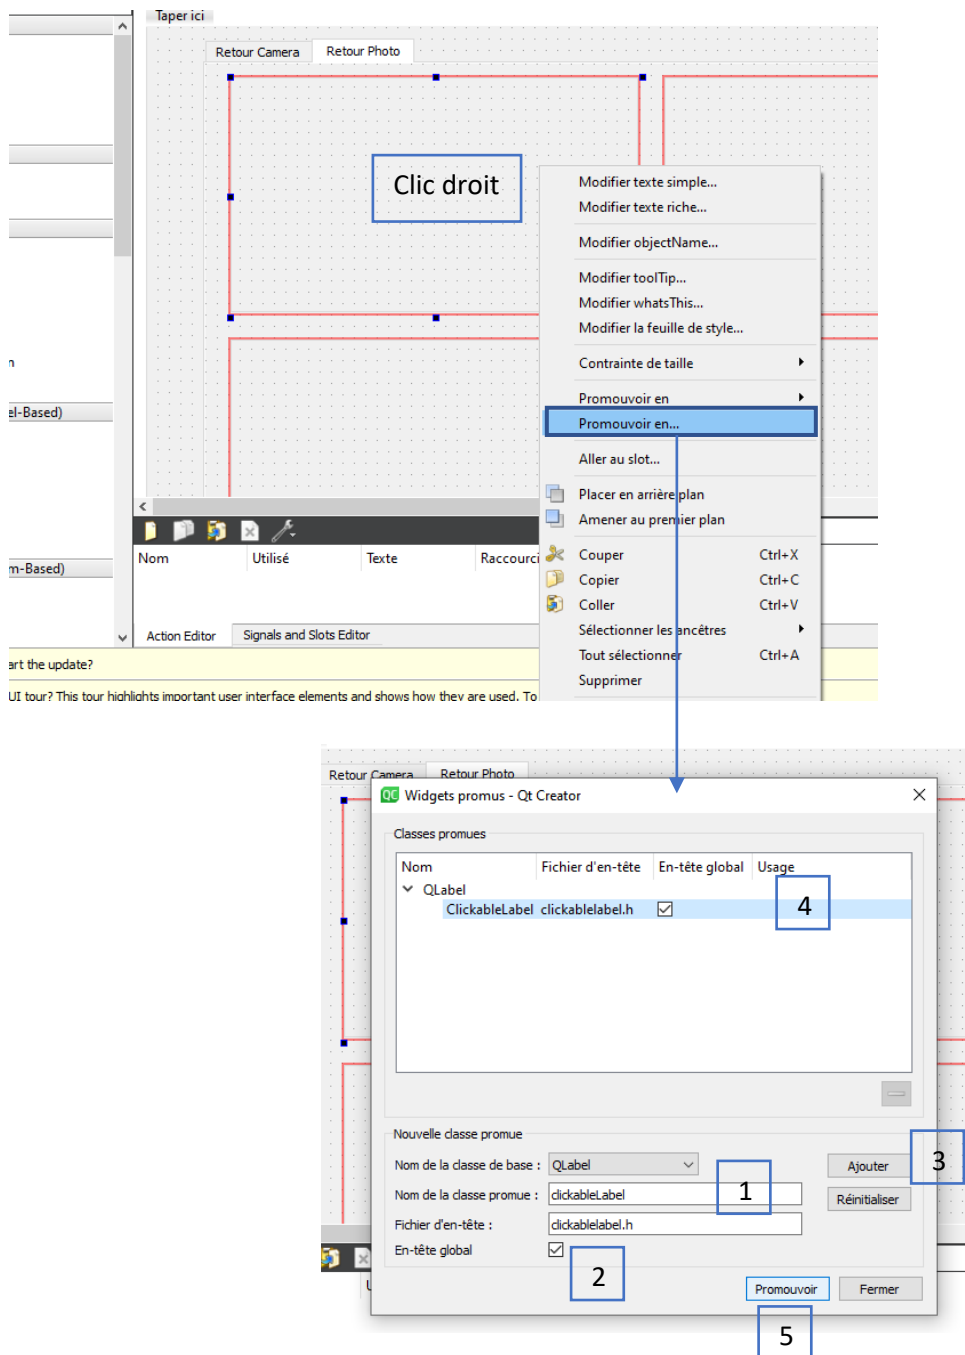 Taper ici
Retour Camera Retour Photo
Clic droit
Modifier texte simple...
Modifier texte riche...
Modifier objectName...
Modifier toolTip...
Modifier whatsThis...
Modifier la feuille de style...
Contrainte de taille
Promouvoir en
Promouvoir en...
Aller au slot...
Placer en arrière plan
Amener au premier plan
Couper Ctrl+X
Copier Ctrl+C
Coller Ctrl+V
Sélectionner les ancêtres
Tout sélectionner Ctrl+A
Supprimer
n
el-Based)
m-Based)
Nom Utilisé Texte Raccourci
Action Editor Signals and Slots Editor
art the update?
UI tour? This tour highlights important user interface elements and shows how they are used. To
Retour Camera Retour Photo
QC Widgets promus - Qt Creator
Classes promues
Nom Fichier d'en-tête En-tête global Usage
QLabel
ClickableLabel clickablelabel.h
4
Nouvelle classe promue
Nom de la classe de base : QLabel
Ajouter
3
Nom de la classe promue : clickableLabel
1
Réinitialiser
Fichier d'en-tête : clickablelabel.h
En-tête global
2
Promouvoir Fermer
5